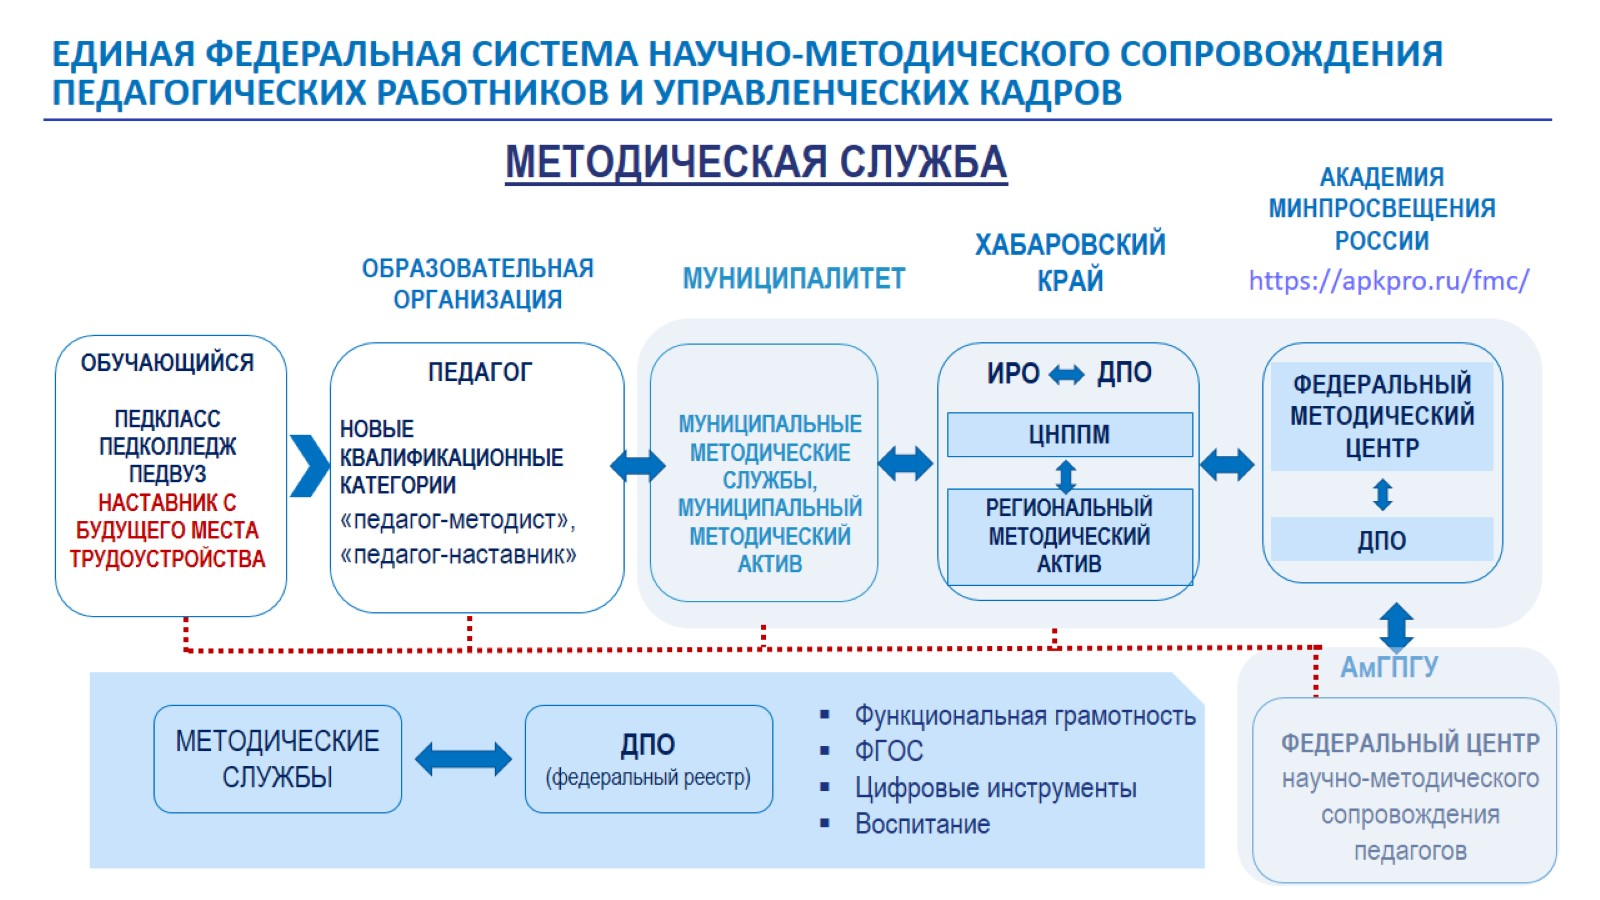 ЕДИНАЯ ФЕДЕРАЛЬНАЯ СИСТЕМА НАУЧНО-МЕТОДИЧЕСКОГО СОПРОВОЖДЕНИЯ
ПЕДАГОГИЧЕСКИХ РАБОТНИКОВ И УПРАВЛЕНЧЕСКИХ КАДРОВ
МЕТОДИЧЕСКАЯ СЛУЖБА
ОБРАЗОВАТЕЛЬНАЯ
ОРГАНИЗАЦИЯ
МУНИЦИПАЛИТЕТ
ХАБАРОВСКИЙ
КРАЙ
АКАДЕМИЯ
МИНПРОСВЕЩЕНИЯ
РОССИИ
https://apkpro.ru/fmc/
ОБУЧАЮЩИЙСЯ
ПЕДКЛАСС
ПЕДКОЛЛЕДЖ
ПЕДВУЗ
НАСТАВНИК С
БУДУЩЕГО МЕСТА
ТРУДОУСТРОЙСТВА
ПЕДАГОГ
НОВЫЕ
КВАЛИФИКАЦИОННЫЕ
КАТЕГОРИИ
«педагог-методист»,
«педагог-наставник»
МУНИЦИПАЛЬНЫЕ
МЕТОДИЧЕСКИЕ
СЛУЖБЫ,
МУНИЦИПАЛЬНЫЙ
МЕТОДИЧЕСКИЙ
АКТИВ
ИРО ДПО
ЦНППМ
РЕГИОНАЛЬНЫЙ
МЕТОДИЧЕСКИЙ
АКТИВ
ФЕДЕРАЛЬНЫЙ
МЕТОДИЧЕСКИЙ
ЦЕНТР
ДПО
МЕТОДИЧЕСКИЕ
СЛУЖБЫ
ДПО
(федеральный реестр)
▪ Функциональная грамотность
▪ ФГОС
▪ Цифровые инструменты
▪ Воспитание
АмГПГУ
ФЕДЕРАЛЬНЫЙ ЦЕНТР
научно-методического
сопровождения
педагогов